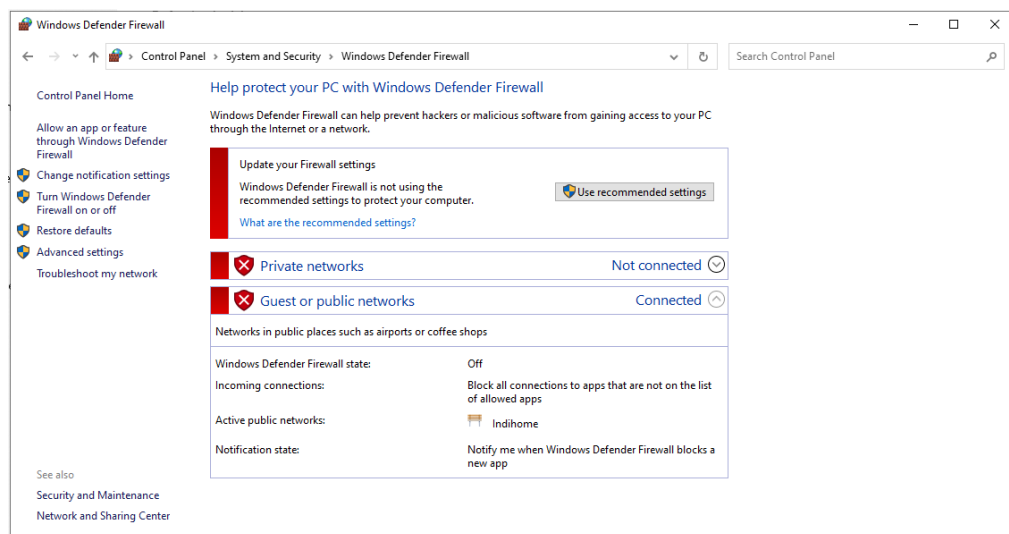 Windows Defender Firewall
Control Panel > System and Security > Windows Defender Firewall
Search Control Panel
Control Panel Home
Allow an app or feature
through Windows Defender
Firewall
Change notification settings
Turn Windows Defender
Firewall on or off
Restore defaults
Advanced settings
Troubleshoot my network
See also
Security and Maintenance
Network and Sharing Center
Help protect your PC with Windows Defender Firewall
Windows Defender Firewall can help prevent hackers or malicious software from gaining access to your PC
through the Internet or a network.
Update your Firewall settings
Windows Defender Firewall is not using the
recommended settings to protect your computer.
What are the recommended settings?
Use recommended settings
Private networks Not connected
Guest or public networks Connected
Networks in public places such as airports or coffee shops
Windows Defender Firewall state: Off
Incoming connections: Block all connections to apps that are not on the list
of allowed apps
Active public networks: Indihome
Notification state: Notify me when Windows Defender Firewall blocks a
new app